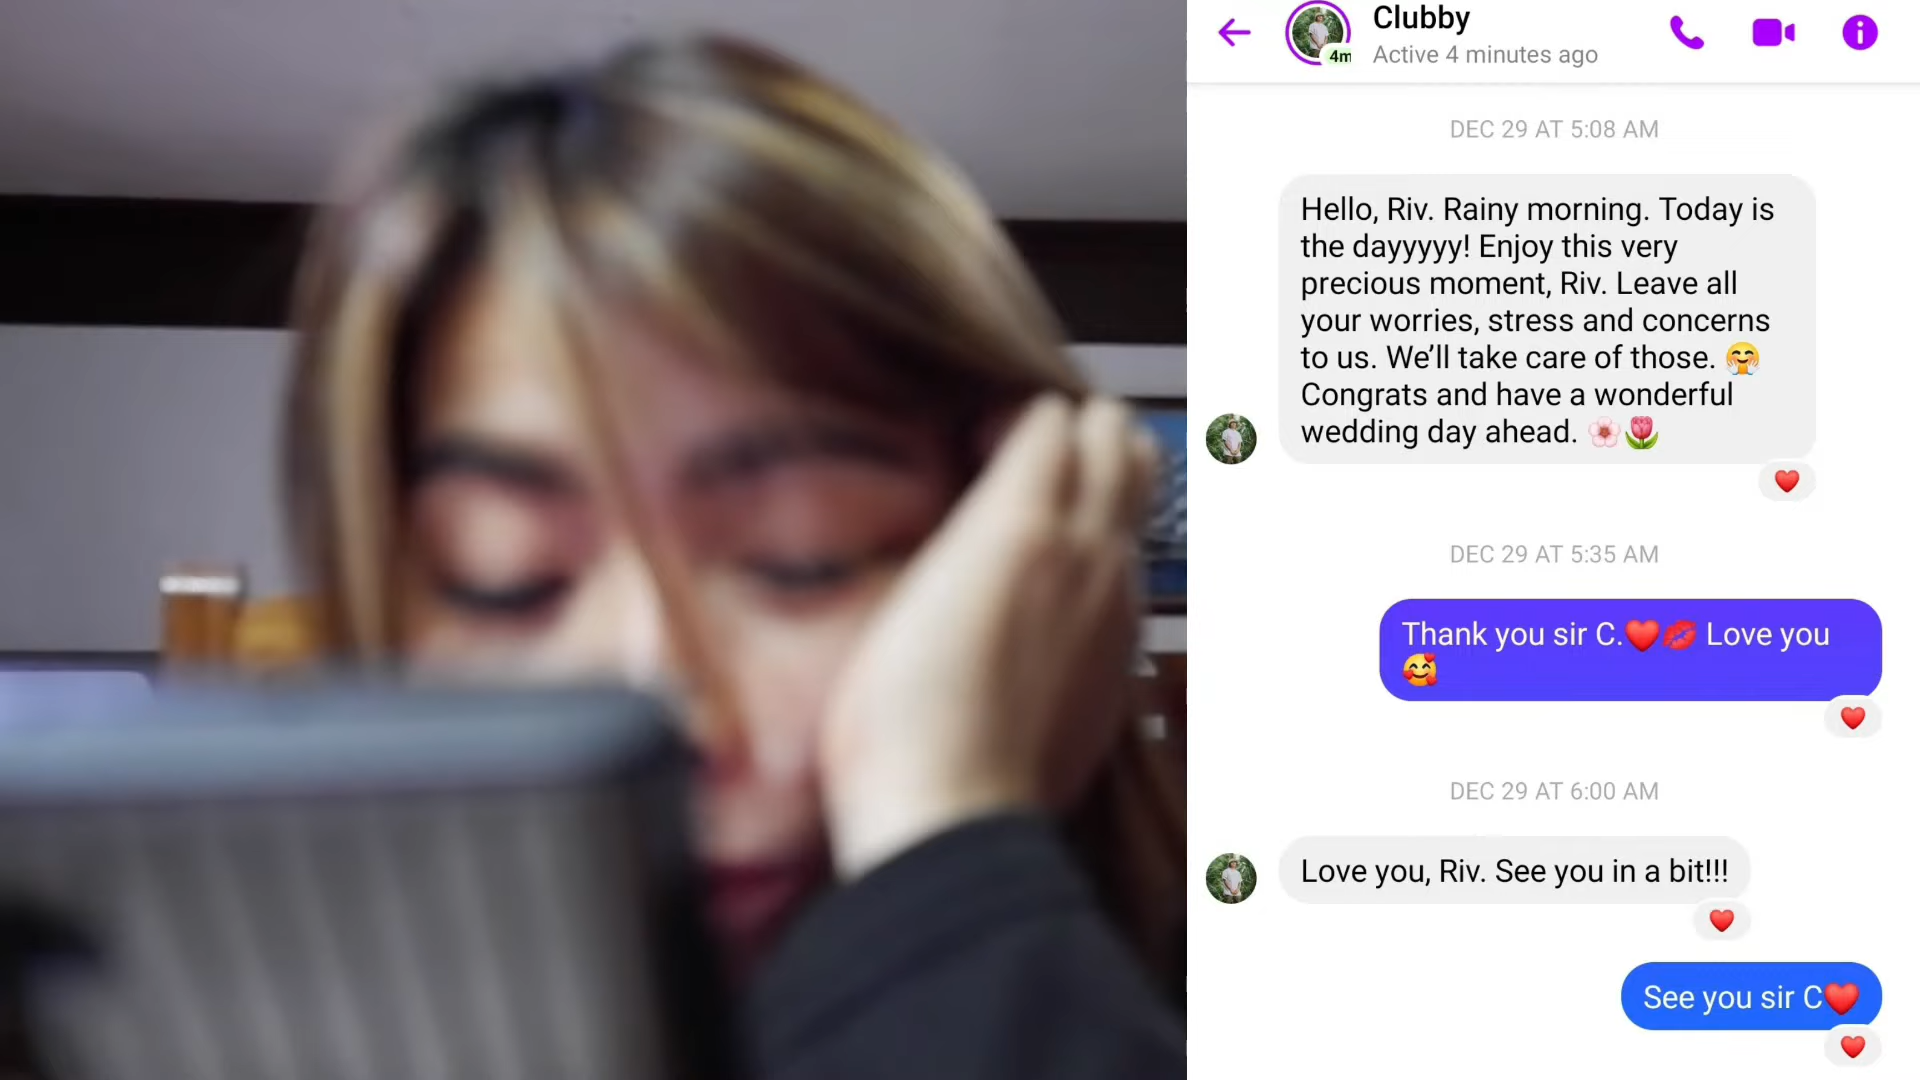 Clubby
4m
Active 4 minutes ago
DEC 29 AT 5:08 AM
Hello, Riv. Rainy morning. Today is
the dayyyyy! Enjoy this very
precious moment, Riv. Leave all
your worries, stress and concerns
to us. We’ll take care of those. 🤗
Congrats and have a wonderful
wedding day ahead. 🌸🌷
DEC 29 AT 5:35 AM
Thank you sir C.❤️💋 Love you
🥰
DEC 29 AT 6:00 AM
Love you, Riv. See you in a bit!!!
See you sir C❤️